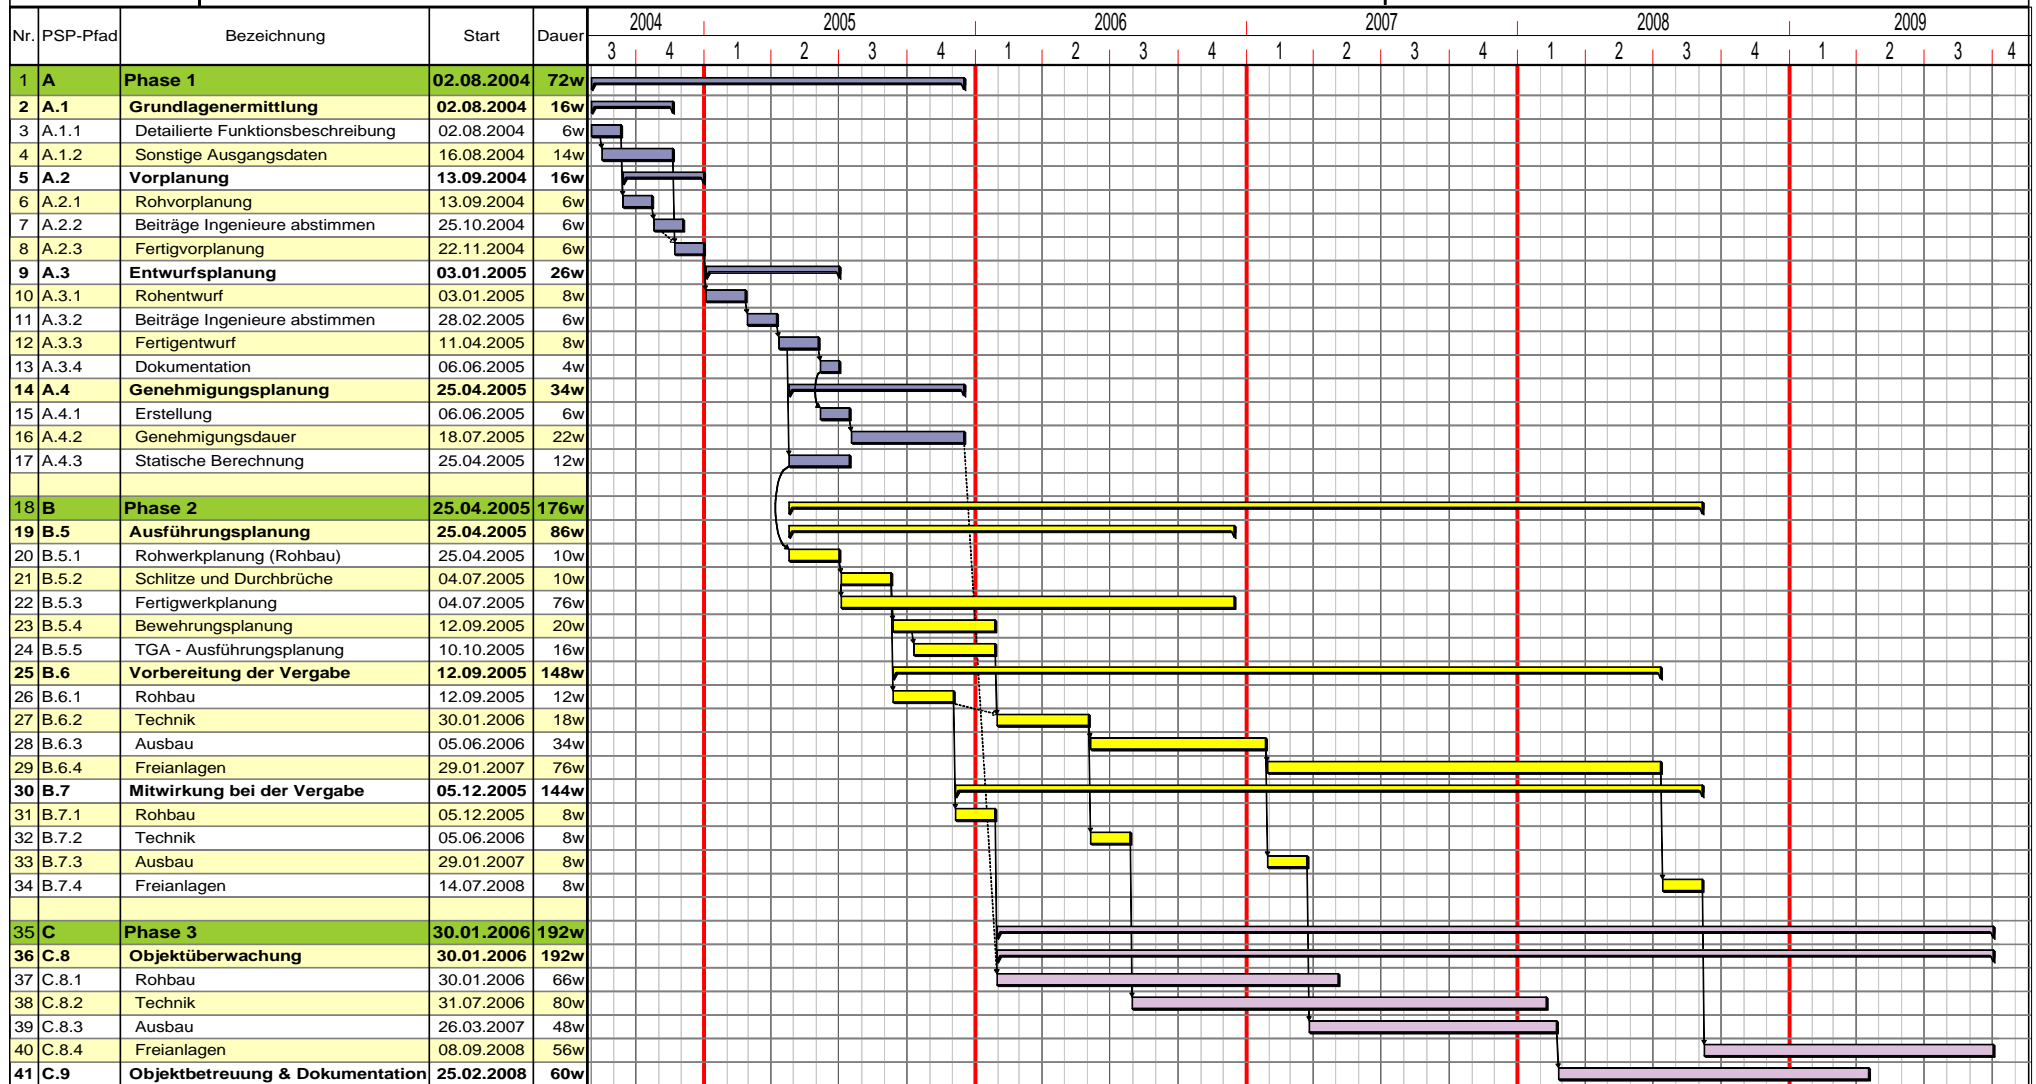 2004 2005 2006 2007 2008 2009
Nr. PSP-Pfad Bezeichnung Start Dauer
3 4 1 2 3 4 1 2 3 4 1 2 3 4 1 2 3 4 1 2 3 4
1 A Phase 1 02.08.2004 72w
2 A.1 Grundlagenermittlung 02.08.2004 16w
3 A.1.1 Detailierte Funktionsbeschreibung 02.08.2004 6w
4 A.1.2 Sonstige Ausgangsdaten 16.08.2004 14w
5 A.2 Vorplanung 13.09.2004 16w
6 A.2.1 Rohvorplanung 13.09.2004 6w
7 A.2.2 Beiträge Ingenieure abstimmen 25.10.2004 6w
8 A.2.3 Fertigvorplanung 22.11.2004 6w
9 A.3 Entwurfsplanung 03.01.2005 26w
10 A.3.1 Rohentwurf 03.01.2005 8w
11 A.3.2 Beiträge Ingenieure abstimmen 28.02.2005 6w
12 A.3.3 Fertigentwurf 11.04.2005 8w
13 A.3.4 Dokumentation 06.06.2005 4w
14 A.4 Genehmigungsplanung 25.04.2005 34w
15 A.4.1 Erstellung 06.06.2005 6w
16 A.4.2 Genehmigungsdauer 18.07.2005 22w
17 A.4.3 Statische Berechnung 25.04.2005 12w
18 B Phase 2 25.04.2005 176w
19 B.5 Ausführungsplanung 25.04.2005 86w
20 B.5.1 Rohwerkplanung (Rohbau) 25.04.2005 10w
21 B.5.2 Schlitze und Durchbrüche 04.07.2005 10w
22 B.5.3 Fertigwerkplanung 04.07.2005 76w
23 B.5.4 Bewehrungsplanung 12.09.2005 20w
24 B.5.5 TGA - Ausführungsplanung 10.10.2005 16w
25 B.6 Vorbereitung der Vergabe 12.09.2005 148w
26 B.6.1 Rohbau 12.09.2005 12w
27 B.6.2 Technik 30.01.2006 18w
28 B.6.3 Ausbau 05.06.2006 34w
29 B.6.4 Freianlagen 29.01.2007 76w
30 B.7 Mitwirkung bei der Vergabe 05.12.2005 144w
31 B.7.1 Rohbau 05.12.2005 8w
32 B.7.2 Technik 05.06.2006 8w
33 B.7.3 Ausbau 29.01.2007 8w
34 B.7.4 Freianlagen 14.07.2008 8w
35 C Phase 3 30.01.2006 192w
36 C.8 Objektüberwachung 30.01.2006 192w
37 C.8.1 Rohbau 30.01.2006 66w
38 C.8.2 Technik 31.07.2006 80w
39 C.8.3 Ausbau 26.03.2007 48w
40 C.8.4 Freianlagen 08.09.2008 56w
41 C.9 Objektbetreuung & Dokumentation 25.02.2008 60w